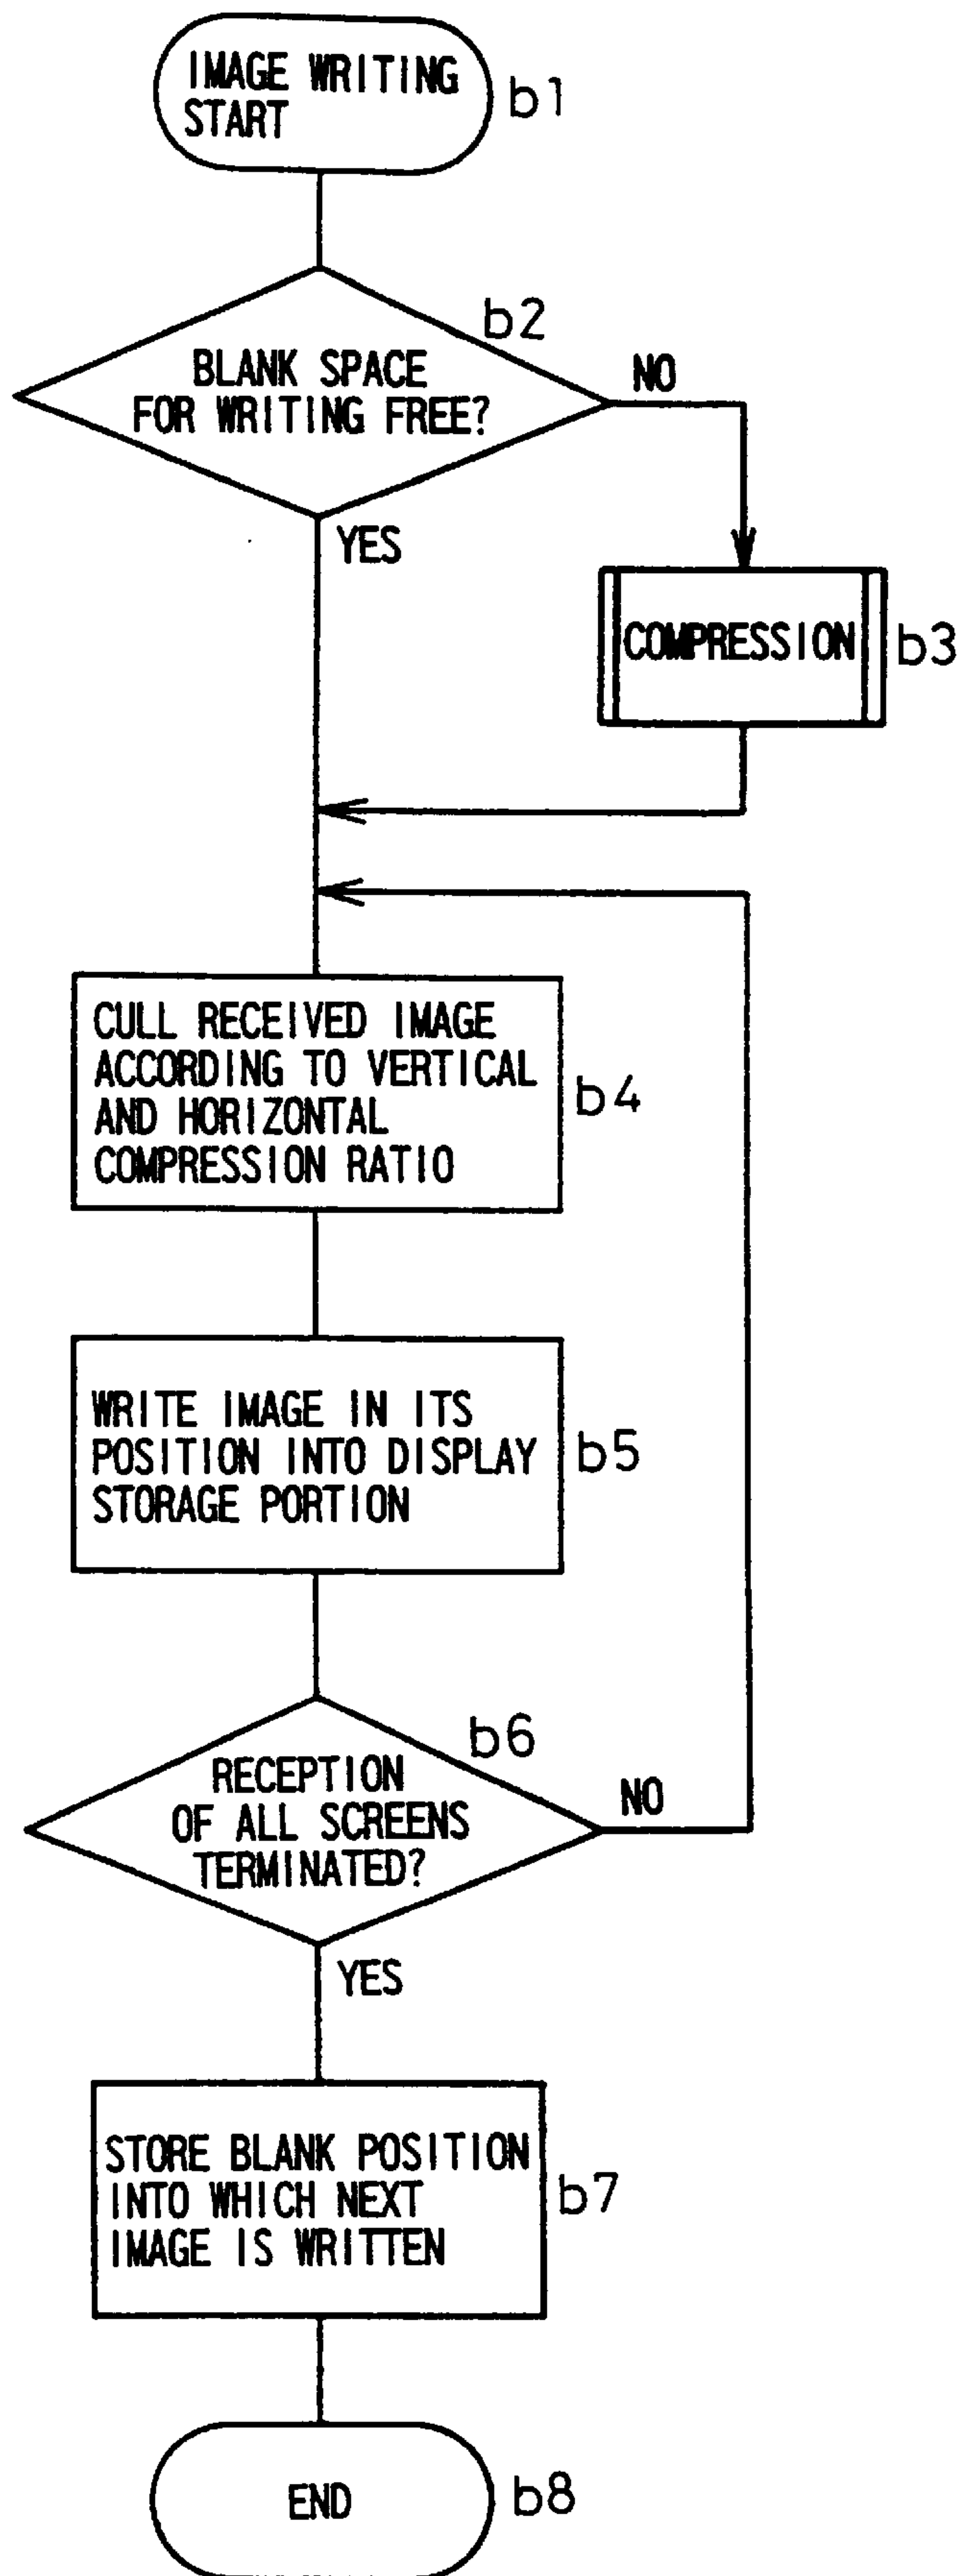 IMAGE WRITING
START
b1
b2
BLANK SPACE
FOR WRITING FREE?
NO
YES
COMPRESSION
b3
CULL RECEIVED IMAGE
ACCORDING TO VERTICAL
AND HORIZONTAL
COMPRESSION RATIO
b4
WRITE IMAGE IN ITS
POSITION INTO DISPLAY
STORAGE PORTION
b5
b6
RECEPTION
OF ALL SCREENS
TERMINATED?
NO
YES
STORE BLANK POSITION
INTO WHICH NEXT
IMAGE IS WRITTEN
b7
END
b8